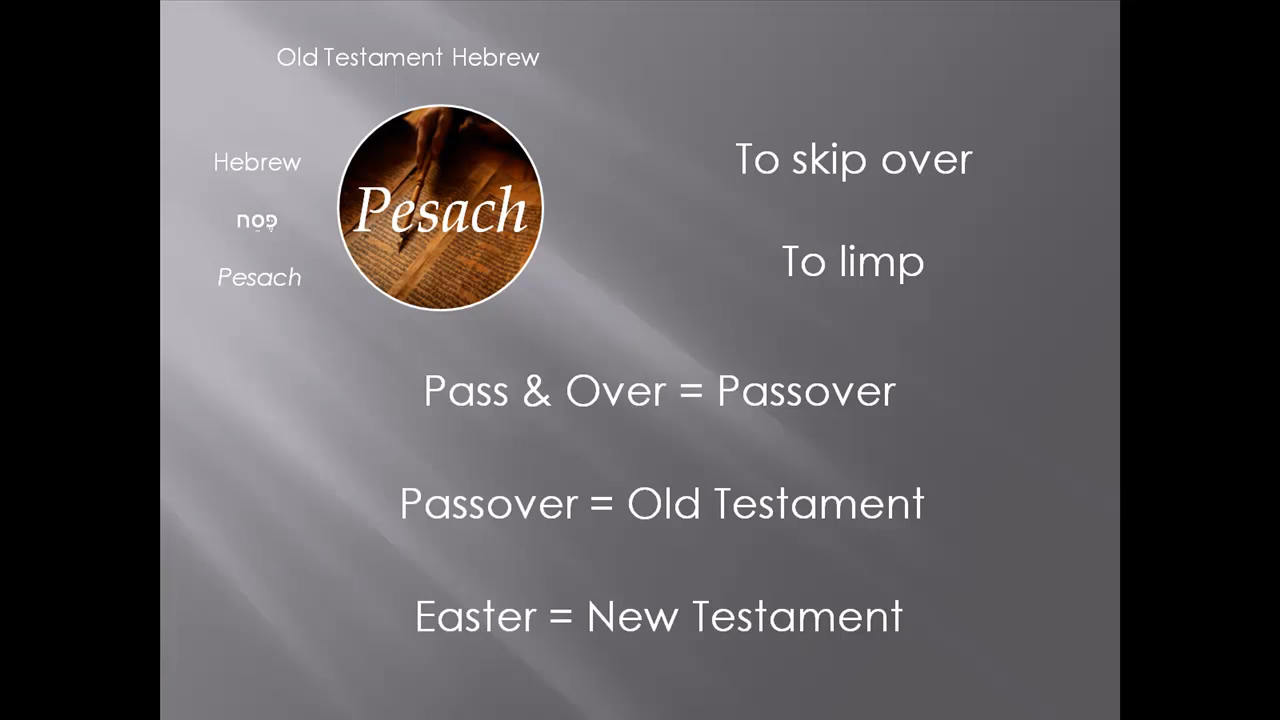 Old Testament Hebrew
Hebrew
פֶּסַח
Pesach
Pesach
To skip over
To limp
Pass & Over = Passover
Passover = Old Testament
Easter = New Testament